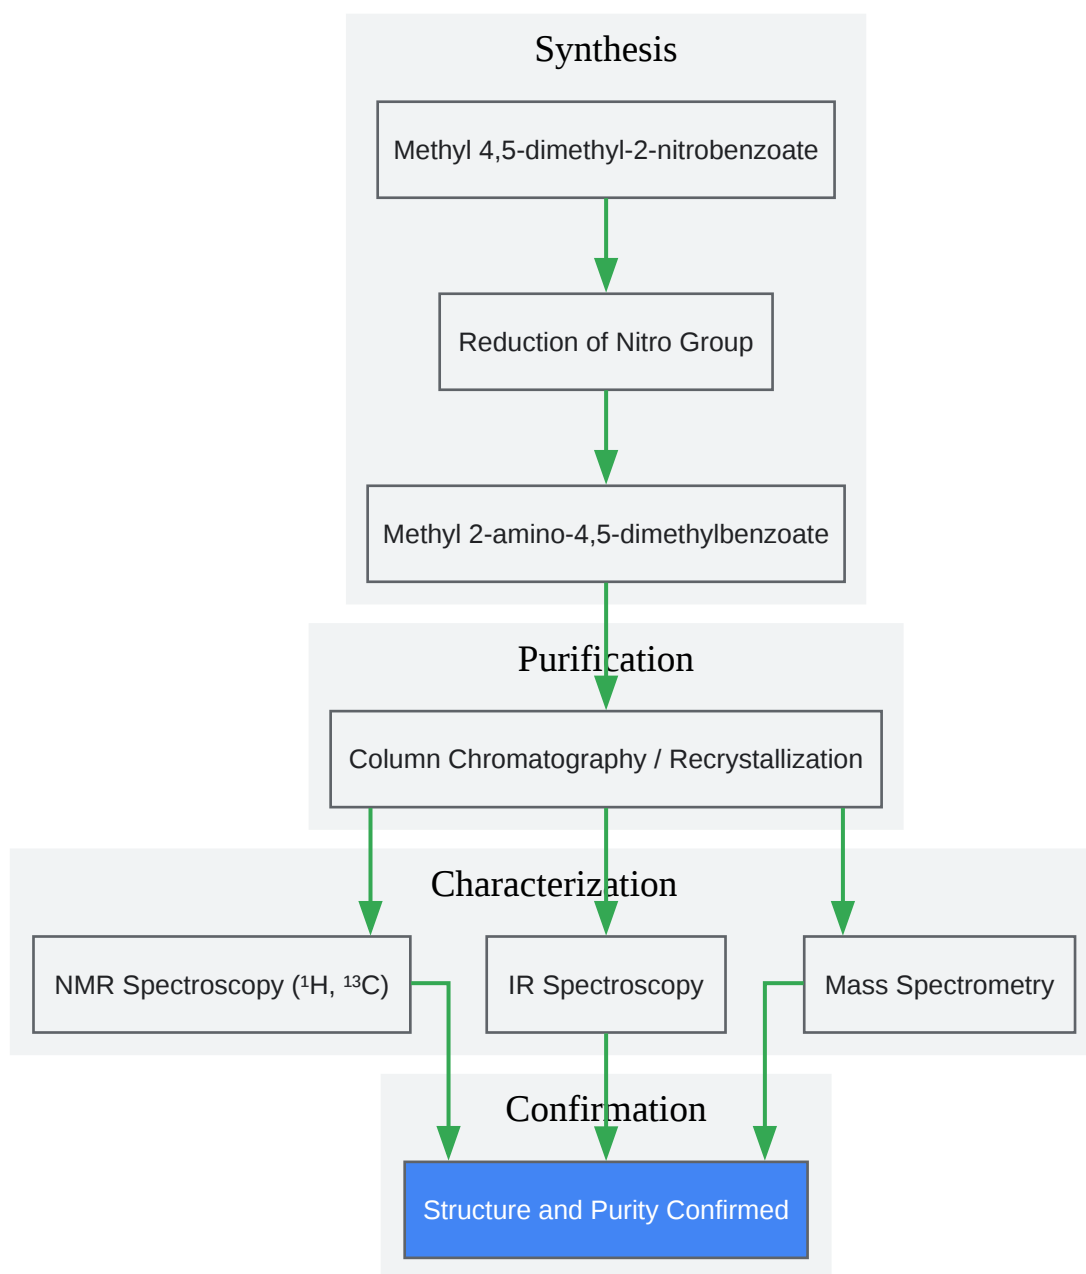 Synthesis
Methyl 4,5-dimethyl-2-nitrobenzoate
Reduction of Nitro Group
Methyl 2-amino-4,5-dimethylbenzoate
Purification
Column Chromatography / Recrystallization
Characterization
NMR Spectroscopy (¹H, ¹³C)
IR Spectroscopy
Mass Spectrometry
Confirmation
Structure and Purity Confirmed